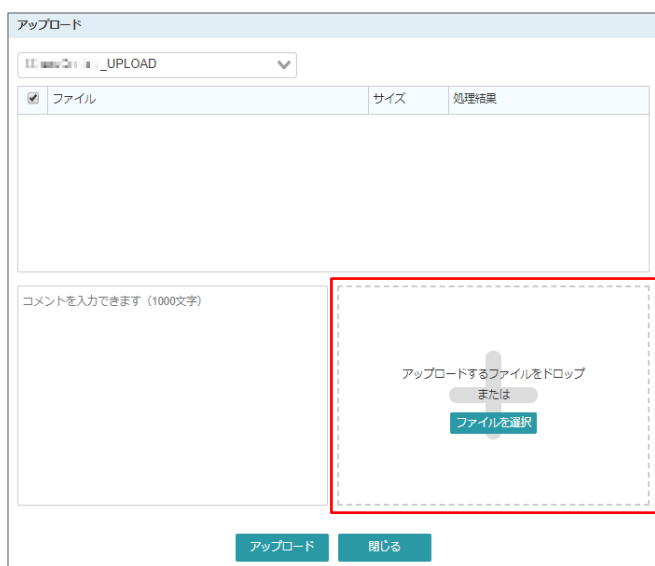 アップロード
_UPLOAD
ファイル サイズ 処理結果
コメントを入力できます（1000文字）
アップロードするファイルをドロップ
または
ファイルを選択
アップロード 閉じる